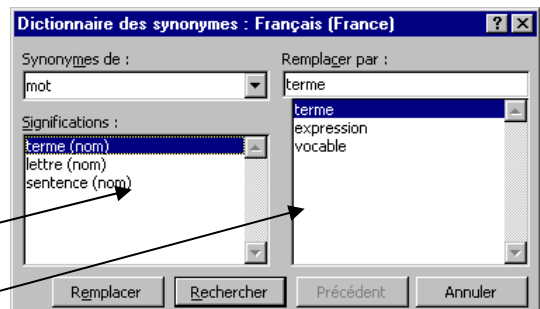 Dictionnaire des synonymes : Français (France)
Synonymes de :
mot
Remplacer par :
terme
Significations :
terme (nom)
lettre (nom)
sentence (nom)
terme
expression
vocable
Remplacer
Rechercher
Précédent
Annuler